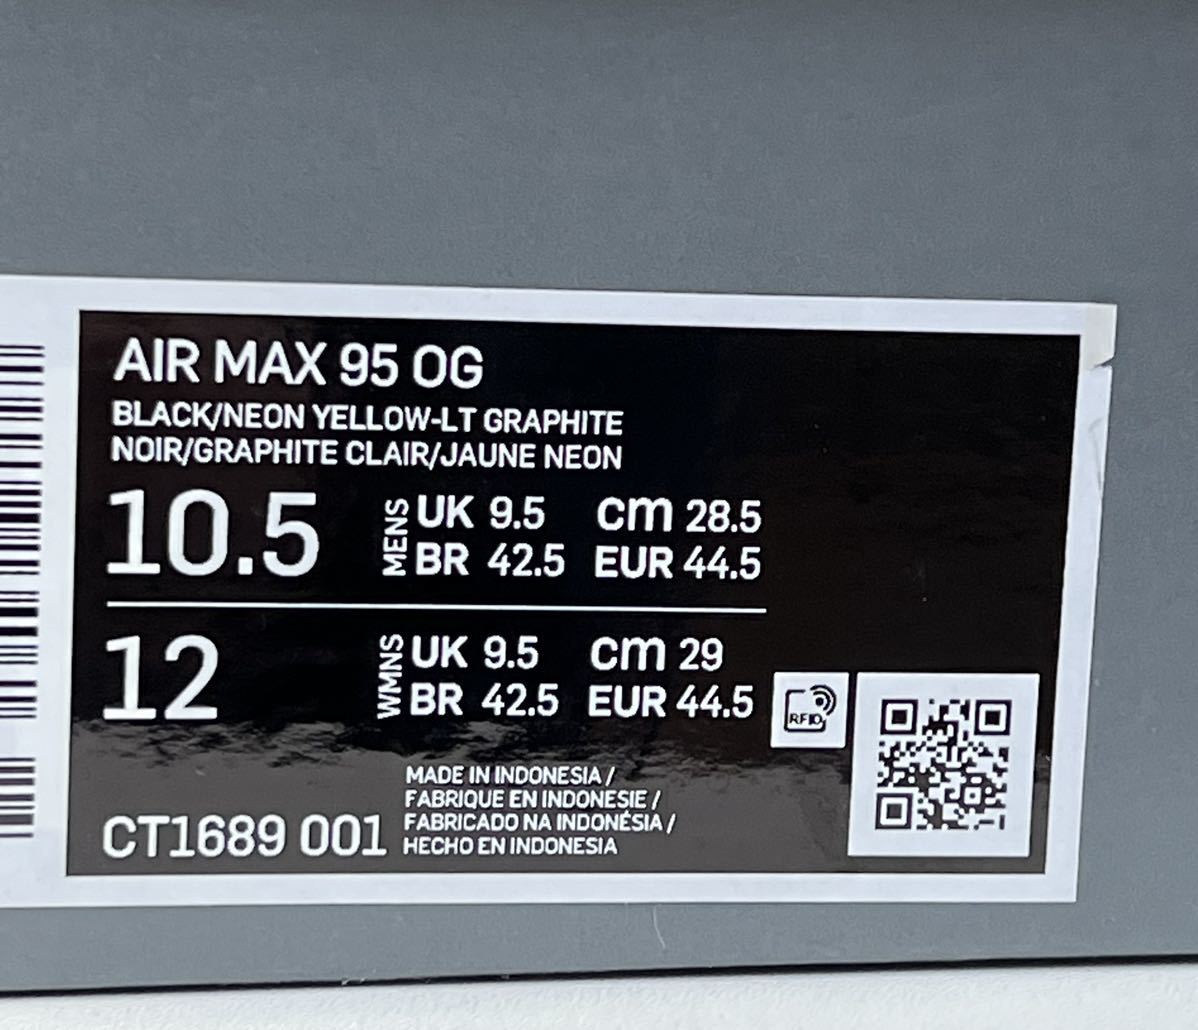 AIR MAX 95 OG
BLACK/NEON YELLOW-LT GRAPHITE
NOIR/GRAPHITE CLAIR/JAUNE NEON
10.5 MENS UK 9.5 cm 28.5
BR 42.5 EUR 44.5
12 WMNS UK 9.5 cm 29
BR 42.5 EUR 44.5
RFID
MADE IN INDONESIA /
FABRIQUE EN INDONESIE /
FABRICADO NA INDONÉSIA /
HECHO EN INDONESIA
CT1689 001